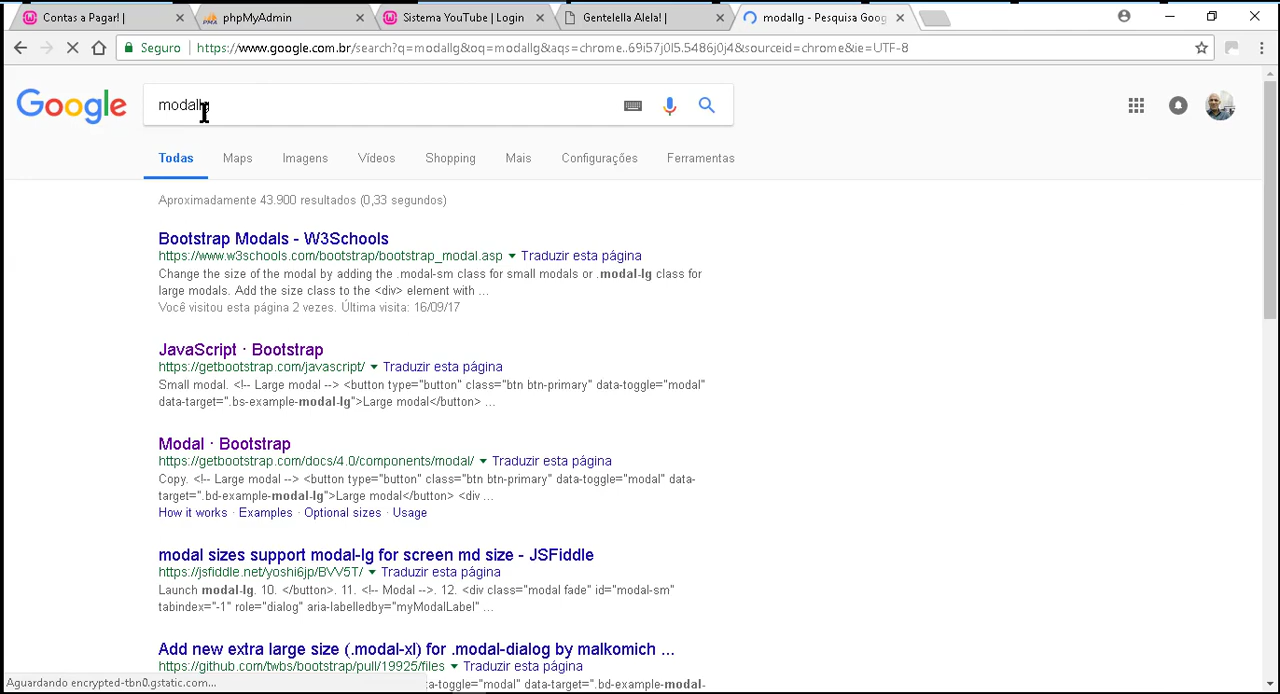 Contas a Pagar! |
phpMyAdmin
Sistema YouTube | Login
Gentelella Alela! |
modallg - Pesquisa Goog
Seguro
https://www.google.com.br/search?q=modallg&oq=modallg&aqs=chrome..69i57j0l5.5486j0j4&sourceid=chrome&ie=UTF-8
Google
modallg
Todas
Maps
Imagens
Vídeos
Shopping
Mais
Configurações
Ferramentas
Aproximadamente 43.900 resultados (0,33 segundos)
Bootstrap Modals - W3Schools
https://www.w3schools.com/bootstrap/bootstrap_modal.asp Traduzir esta página
Change the size of the modal by adding the .modal-sm class for small modals or .modal-lg class for
large modals. Add the size class to the <div> element with ...
Você visitou esta página 2 vezes. Última visita: 16/09/17
JavaScript · Bootstrap
https://getbootstrap.com/javascript/ Traduzir esta página
Small modal. <!-- Large modal --> <button type="button" class="btn btn-primary" data-toggle="modal"
data-target=".bs-example-modal-lg">Large modal</button> ...
Modal · Bootstrap
https://getbootstrap.com/docs/4.0/components/modal/ Traduzir esta página
Copy. <!-- Large modal --> <button type="button" class="btn btn-primary" data-toggle="modal" data-
target=".bd-example-modal-lg">Large modal</button> <div ...
How it works · Examples · Optional sizes · Usage
modal sizes support modal-lg for screen md size - JSFiddle
https://jsfiddle.net/yoshi6jp/BVV5T/ Traduzir esta página
Launch modal-lg. 10. </button>. 11. <!-- Modal -->. 12. <div class="modal fade" id="modal-sm"
tabindex="-1" role="dialog" aria-labelledby="myModalLabel" ...
Add new extra large size (.modal-xl) for .modal-dialog by malkomich ...
https://github.com/twbs/bootstrap/pull/19925/files Traduzir esta página
ta-toggle="modal" data-target=".bd-example-modal-
Aguardando encrypted-tbn0.gstatic.com...